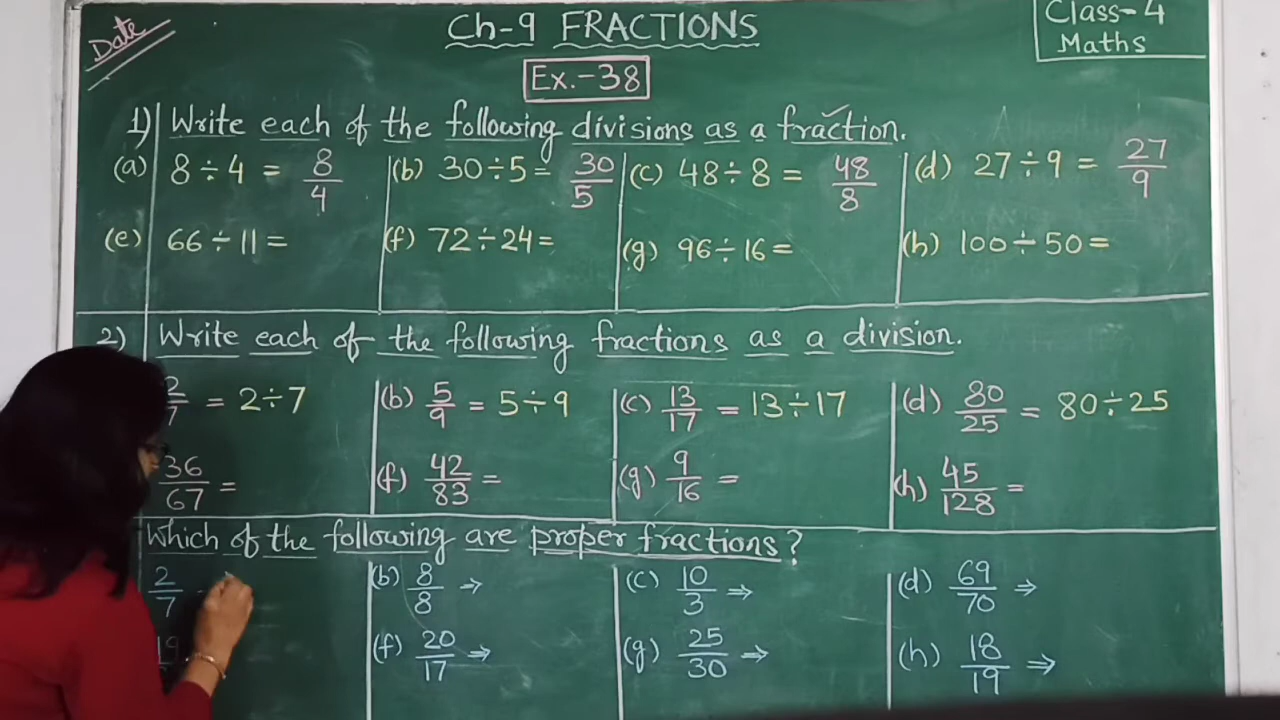 Date
Ch-9 FRACTIONS
Class-4
Maths
Ex.-38
1) Write each of the following divisions as a fraction.
(a) 8 ÷ 4 = 8/4 (b) 30÷5 = 30/5 (c) 48÷8 = 48/8 (d) 27÷9 = 27/9
(e) 66 ÷ 11 = (f) 72÷24 = (g) 96÷16 = (h) 100÷50 =
2) Write each of the following fractions as a division.
2/7 = 2÷7 (b) 5/9 = 5÷9 (c) 13/17 = 13÷17 (d) 80/25 = 80÷25
36/67 = (f) 42/83 = (g) 9/16 = (h) 45/128 =
Which of the following are proper fractions?
2/7 (b) 8/8 ⇒ (c) 10/3 ⇒ (d) 69/70 ⇒
(f) 20/17 ⇒ (g) 25/30 ⇒ (h) 18/19 ⇒